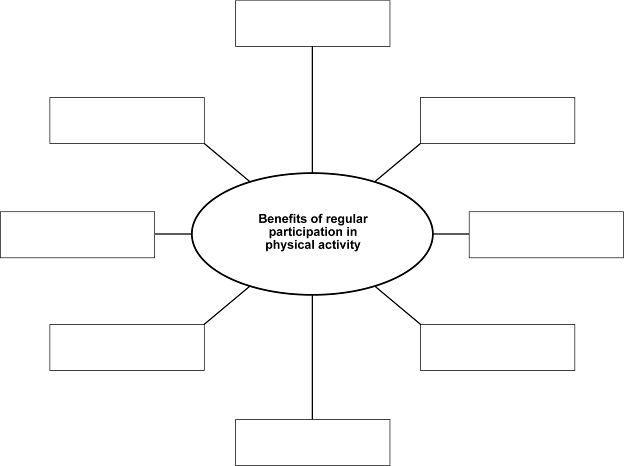 Benefits of regular
participation in
physical activity